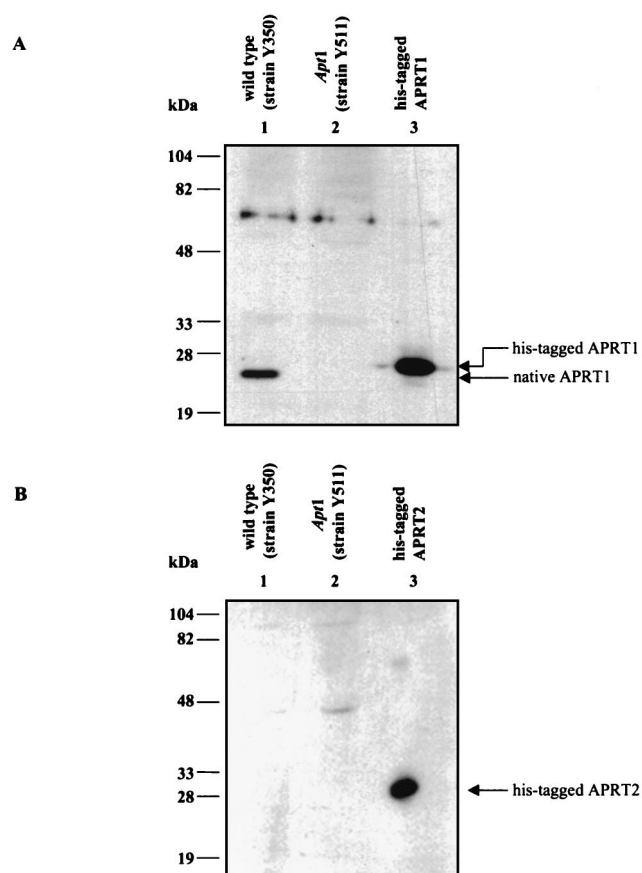 A
wild type
(strain Y350)
Apt1
(strain Y511)
his-tagged
APRT1
kDa
1
2
3
104
82
48
33
28
19
his-tagged APRT1
native APRT1
B
wild type
(strain Y350)
Apt1
(strain Y511)
his-tagged
APRT2
kDa
1
2
3
104
82
48
33
28
19
his-tagged APRT2